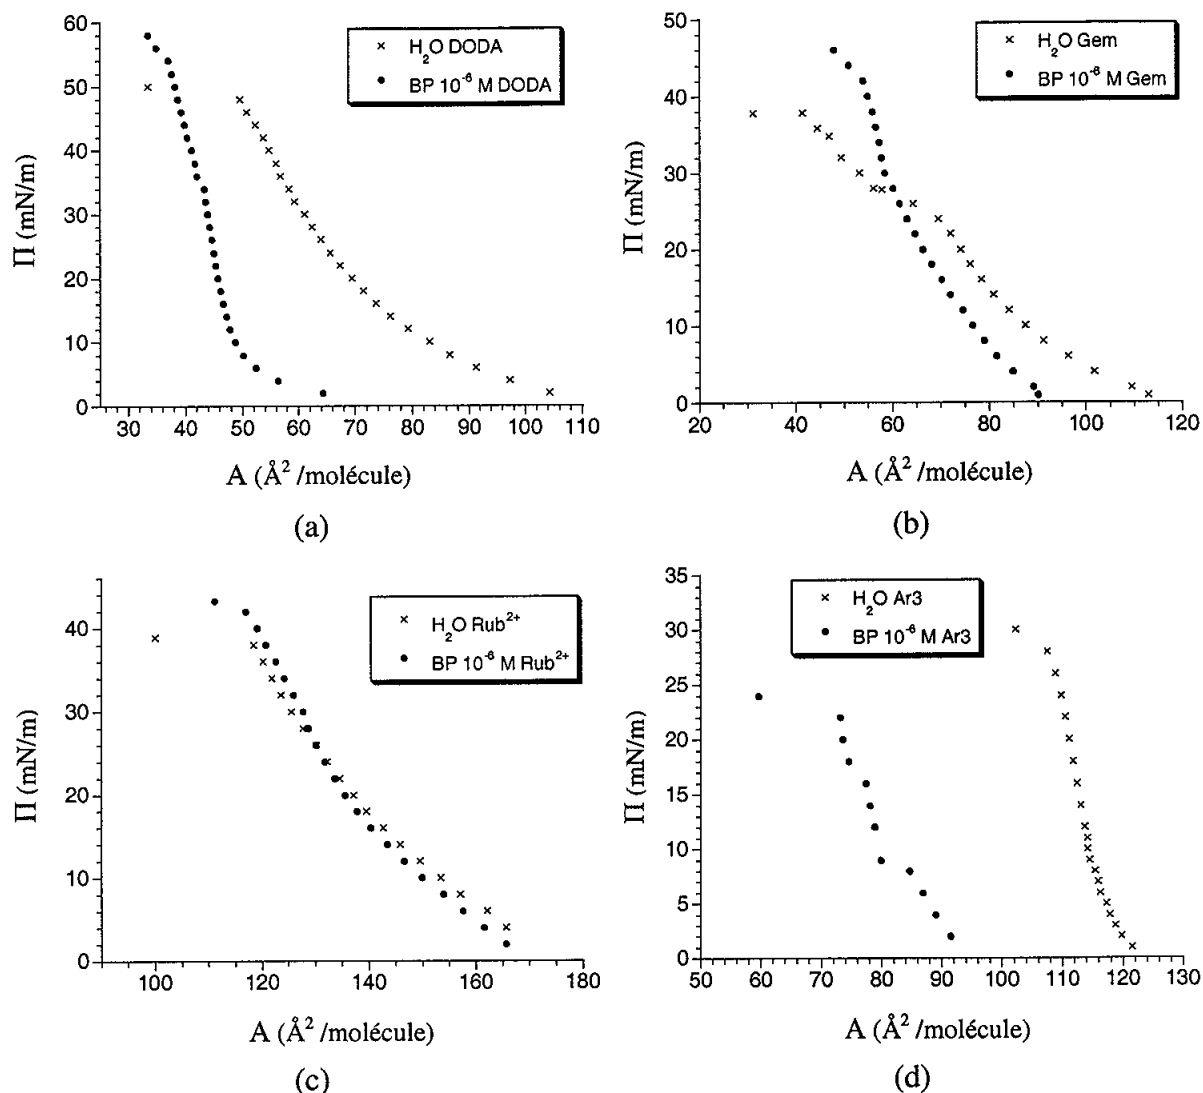 60
50
40
30
20
10
0
Π (mN/m)
× H₂O DODA
● BP 10⁻⁶ M DODA
30 40 50 60 70 80 90 100 110
A (Å² /molécule)
(a)
50
40
30
20
10
0
Π (mN/m)
× H₂O Gem
● BP 10⁻⁶ M Gem
20 40 60 80 100 120
A (Å² /molécule)
(b)
40
30
20
10
0
Π (mN/m)
× H₂O Rub²⁺
● BP 10⁻⁶ M Rub²⁺
100 120 140 160 180
A (Å² /molécule)
(c)
35
30
25
20
15
10
5
0
Π (mN/m)
× H₂O Ar3
● BP 10⁻⁶ M Ar3
50 60 70 80 90 100 110 120 130
A (Å² /molécule)
(d)